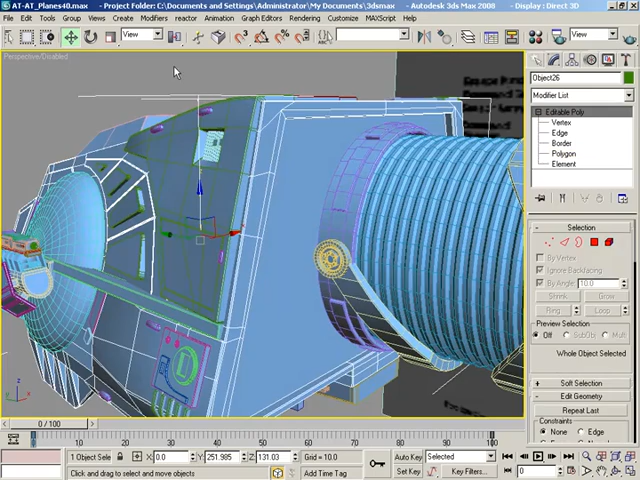 AT-AT_Planes40.max - Project Folder: C:\Documents and Settings\Administrator\My Documents\3dsmax - Autodesk 3ds Max 2008 - Display : Direct 3D
File Edit Tools Group Views Create Modifiers reactor Animation Graph Editors Rendering Customize MAXScript Help
View View
Perspective/Disabled
Object26
Modifier List
Editable Poly
Vertex
Edge
Border
Polygon
Element
Selection
By Vertex
Ignore Backfacing
By Angle: 10.0
Shrink Grow
Ring Loop
Preview Selection
Off SubObj Multi
Whole Object Selected
Soft Selection
Edit Geometry
Repeat Last
Constraints
None Edge
0 / 100
0 10 20 30 40 50 60 70 80 90 100
1 Object Sele X: 0.0 Y: 251.985 Z: 131.03 Grid = 10.0 Auto Key Selected
Click and drag to select and move objects Add Time Tag Set Key Key Filters... 0